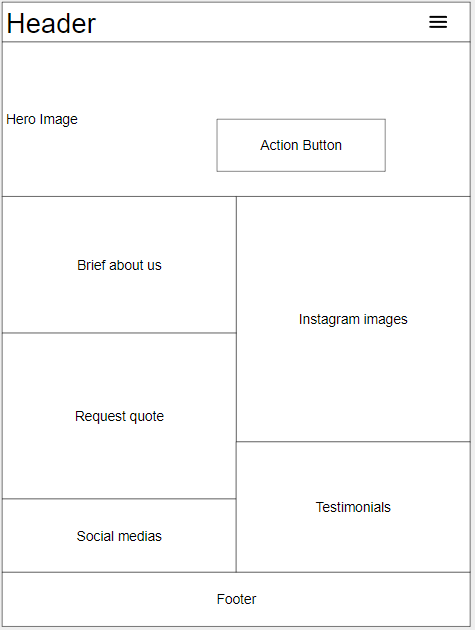 Header
Hero Image
Action Button
Brief about us
Instagram images
Request quote
Testimonials
Social medias
Footer